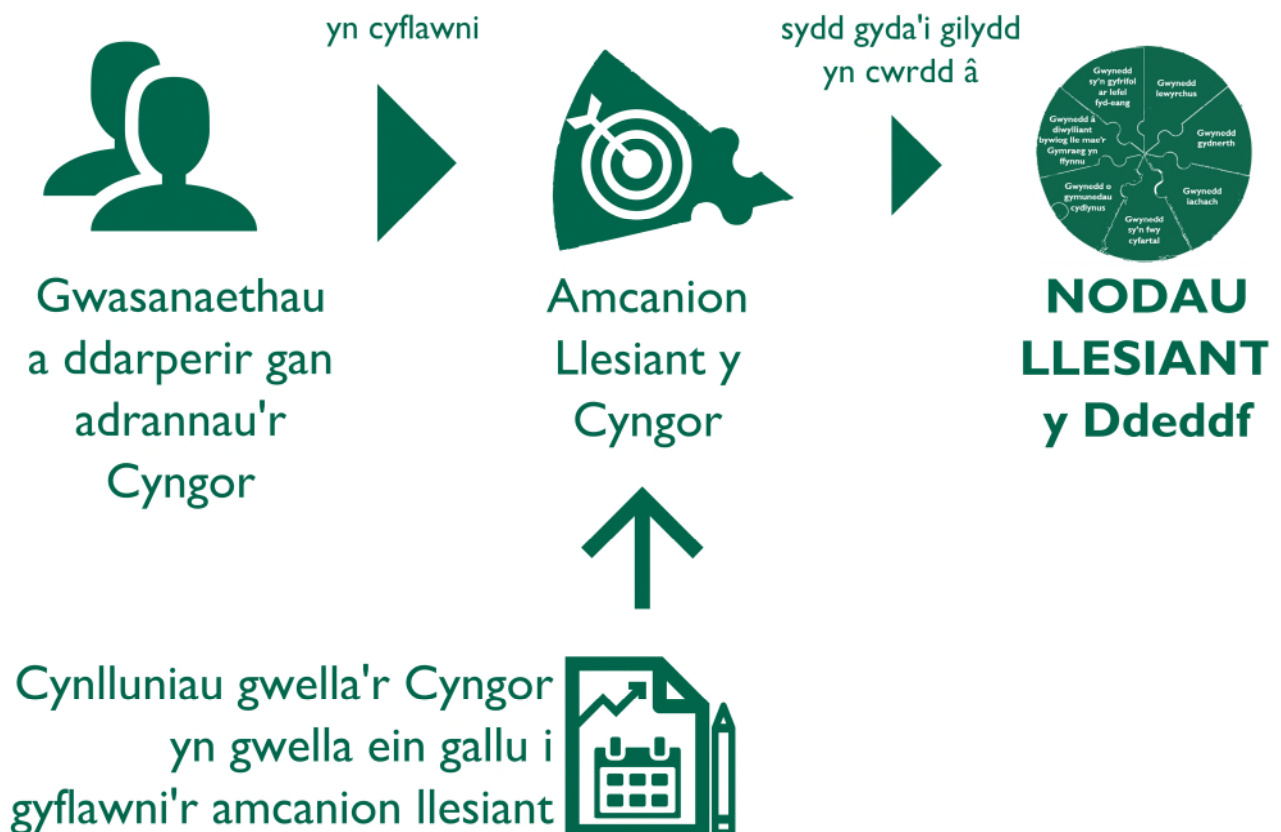 yn cyflawni
sydd gyda'i gilydd
yn cwrdd â
Gwasanaethau
a ddarperir gan
adrannau'r
Cyngor
Amcanion
Llesiant y
Cyngor
Gwynedd
sy'n gyfrifol
ar lefel
fyd-eang
Gwynedd
lewyrchus
Gwynedd
gydnerth
Gwynedd
iachach
Gwynedd
sy'n fwy
cyfartal
Gwynedd o
gymunedau
cydlynus
Gwynedd â
diwylliant
bywiog lle mae'r
Gymraeg yn
ffynnu
NODAU
LLESIANT
y Ddeddf
Cynlluniau gwella'r Cyngor
yn gwella ein gallu i
gyflawni'r amcanion llesiant